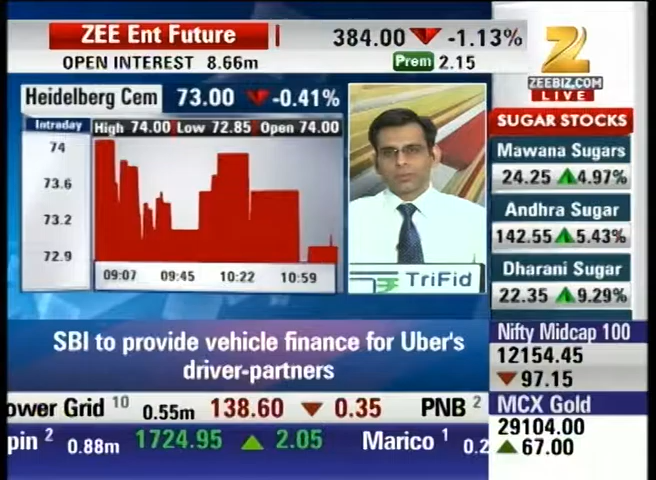 ZEE Ent Future
384.00 -1.13%
OPEN INTEREST 8.66m
Prem 2.15
ZEEBIZ.COM
LIVE
Heidelberg Cem 73.00 -0.41%
Intraday High 74.00 Low 72.85 Open 74.00
74
73.6
73.2
72.9
09:07 09:45 10:22 10:59
TriFid
SUGAR STOCKS
Mawana Sugars
24.25 4.97%
Andhra Sugar
142.55 5.43%
Dharani Sugar
22.35 9.29%
SBI to provide vehicle finance for Uber's
driver-partners
Nifty Midcap 100
12154.45
97.15
MCX Gold
29104.00
67.00
ower Grid 10 0.55m 138.60 0.35 PNB 2
pin 2 0.88m 1724.95 2.05 Marico 1 0.2